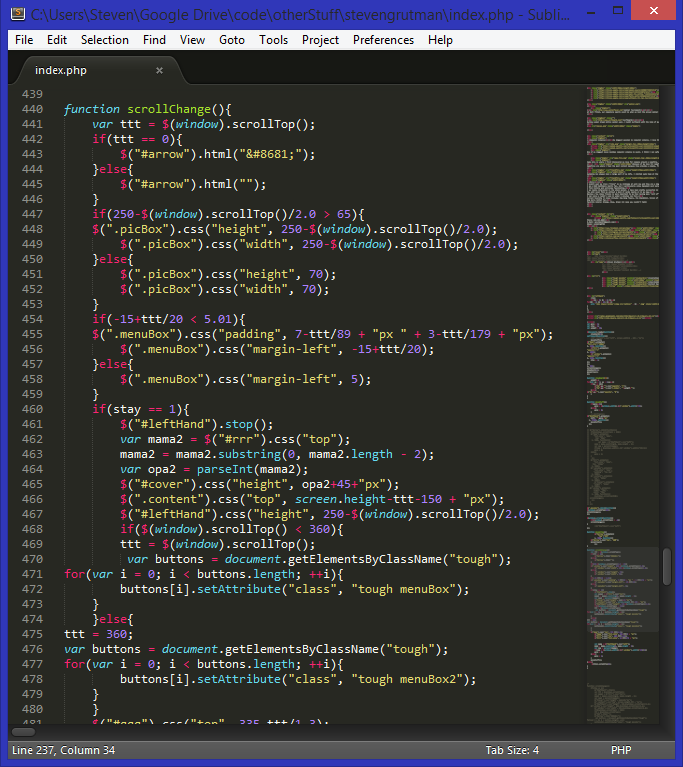 C:\Users\Steven\Google Drive\code\otherStuff\stevengrutman\index.php - Subli...
File Edit Selection Find View Goto Tools Project Preferences Help
index.php ×
439
440 function scrollChange(){
441 var ttt = $(window).scrollTop();
442 if(ttt == 0){
443 $("#arrow").html("&#8681;");
444 }else{
445 $("#arrow").html("");
446 }
447 if(250-$(window).scrollTop()/2.0 > 65){
448 $(".picBox").css("height", 250-$(window).scrollTop()/2.0);
449 $(".picBox").css("width", 250-$(window).scrollTop()/2.0);
450 }else{
451 $(".picBox").css("height", 70);
452 $(".picBox").css("width", 70);
453 }
454 if(-15+ttt/20 < 5.01){
455 $(".menuBox").css("padding", 7-ttt/89 + "px " + 3-ttt/179 + "px");
456 $(".menuBox").css("margin-left", -15+ttt/20);
457 }else{
458 $(".menuBox").css("margin-left", 5);
459 }
460 if(stay == 1){
461 $("#leftHand").stop();
462 var mama2 = $("#rrr").css("top");
463 mama2 = mama2.substring(0, mama2.length - 2);
464 var opa2 = parseInt(mama2);
465 $("#cover").css("height", opa2+45+"px");
466 $(".content").css("top", screen.height-ttt-150 + "px");
467 $("#leftHand").css("height", 250-$(window).scrollTop()/2.0);
468 if($(window).scrollTop() < 360){
469 ttt = $(window).scrollTop();
470 var buttons = document.getElementsByClassName("tough");
471 for(var i = 0; i < buttons.length; ++i){
472 buttons[i].setAttribute("class", "tough menuBox");
473 }
474 }else{
475 ttt = 360;
476 var buttons = document.getElementsByClassName("tough");
477 for(var i = 0; i < buttons.length; ++i){
478 buttons[i].setAttribute("class", "tough menuBox2");
479 }
480 }
481 $("#qqq").css("top", 335-ttt/1.3);
Line 237, Column 34 Tab Size: 4 PHP